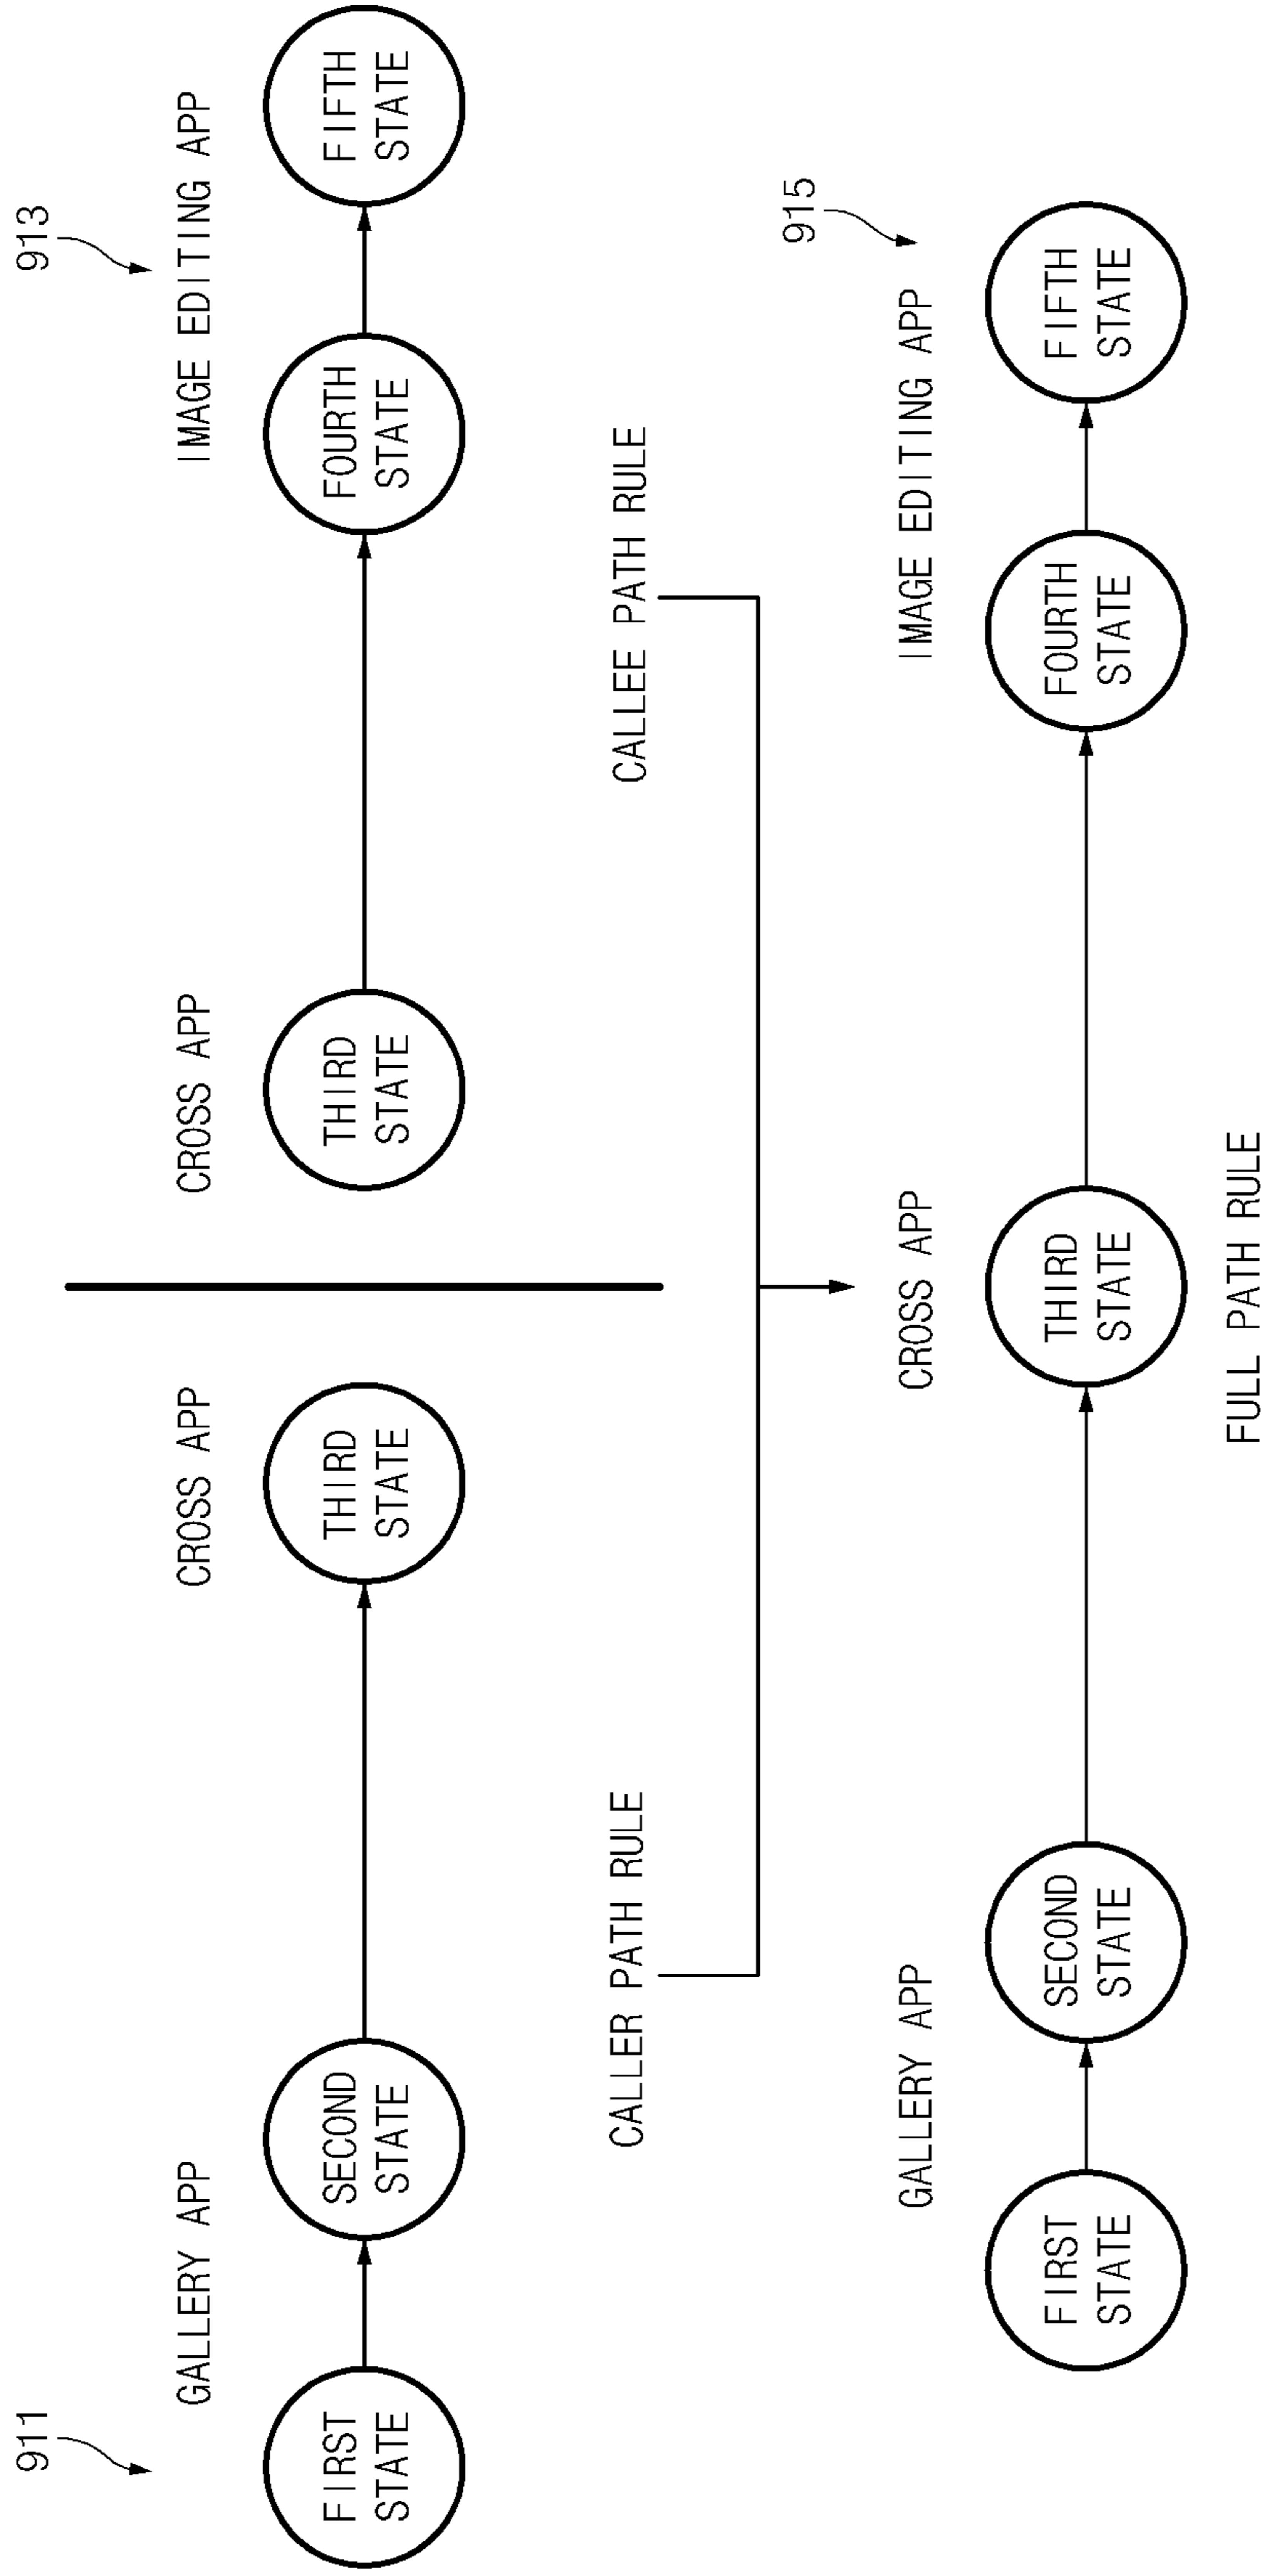 911
913
GALLERY APP
CROSS APP
CROSS APP
IMAGE EDITING APP
FIRST
STATE
SECOND
STATE
THIRD
STATE
THIRD
STATE
FOURTH
STATE
FIFTH
STATE
CALLER PATH RULE
CALLEE PATH RULE
915
GALLERY APP
CROSS APP
IMAGE EDITING APP
FIRST
STATE
SECOND
STATE
THIRD
STATE
FOURTH
STATE
FIFTH
STATE
FULL PATH RULE